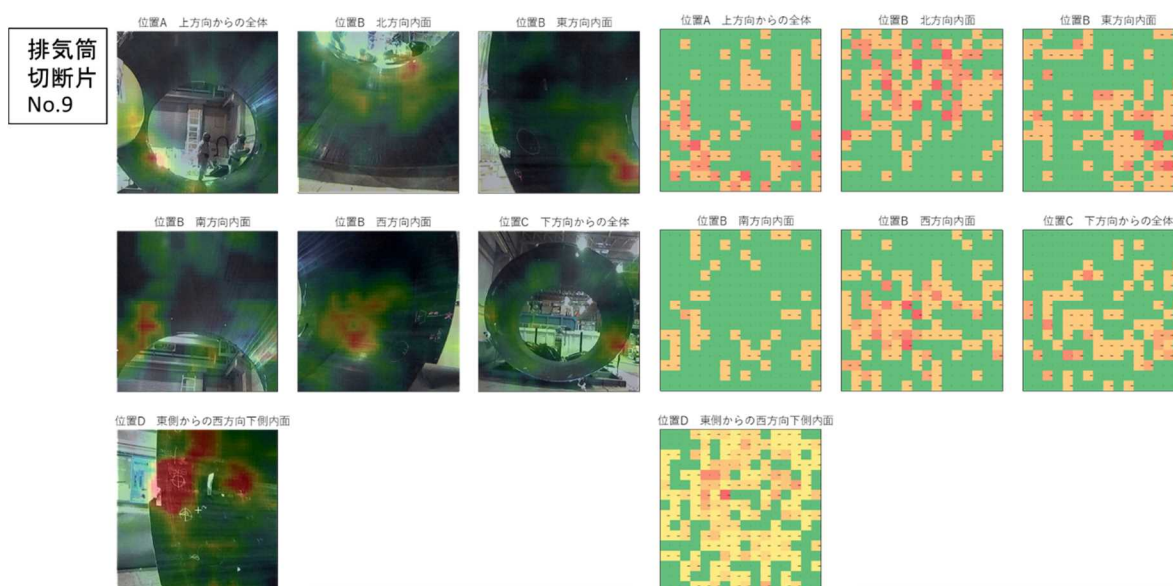 排気筒
切断片
No.9
位置A 上方向からの全体
位置B 北方向内面
位置B 東方向内面
位置A 上方向からの全体
位置B 北方向内面
位置B 東方向内面
位置B 南方向内面
位置B 西方向内面
位置C 下方向からの全体
位置B 南方向内面
位置B 西方向内面
位置C 下方向からの全体
位置D 東側からの西方向下側内面
位置D 東側からの西方向下側内面